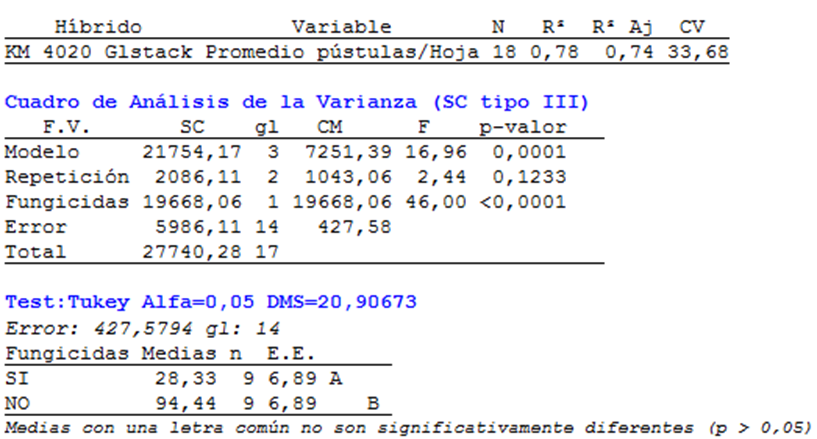 Híbrido Variable N R² R² Aj CV
KM 4020 Glstack Promedio pústulas/Hoja 18 0,78 0,74 33,68
Cuadro de Análisis de la Varianza (SC tipo III)
F.V. SC gl CM F p-valor
Modelo 21754,17 3 7251,39 16,96 0,0001
Repetición 2086,11 2 1043,06 2,44 0,1233
Fungicidas 19668,06 1 19668,06 46,00 <0,0001
Error 5986,11 14 427,58
Total 27740,28 17
Test:Tukey Alfa=0,05 DMS=20,90673
Error: 427,5794 gl: 14
Fungicidas Medias n E.E.
SI 28,33 9 6,89 A
NO 94,44 9 6,89 B
Medias con una letra común no son significativamente diferentes (p > 0,05)